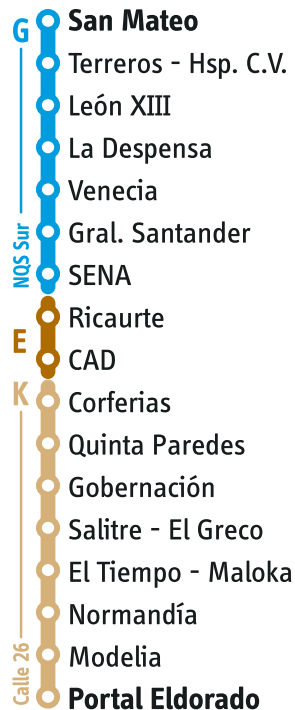 G
San Mateo
Terreros - Hsp. C.V.
León XIII
La Despensa
Venecia
Gral. Santander
NQS Sur
SENA
Ricaurte
E
CAD
K
Corferias
Quinta Paredes
Gobernación
Salitre - El Greco
El Tiempo - Maloka
Normandía
Modelia
Calle 26
Portal Eldorado